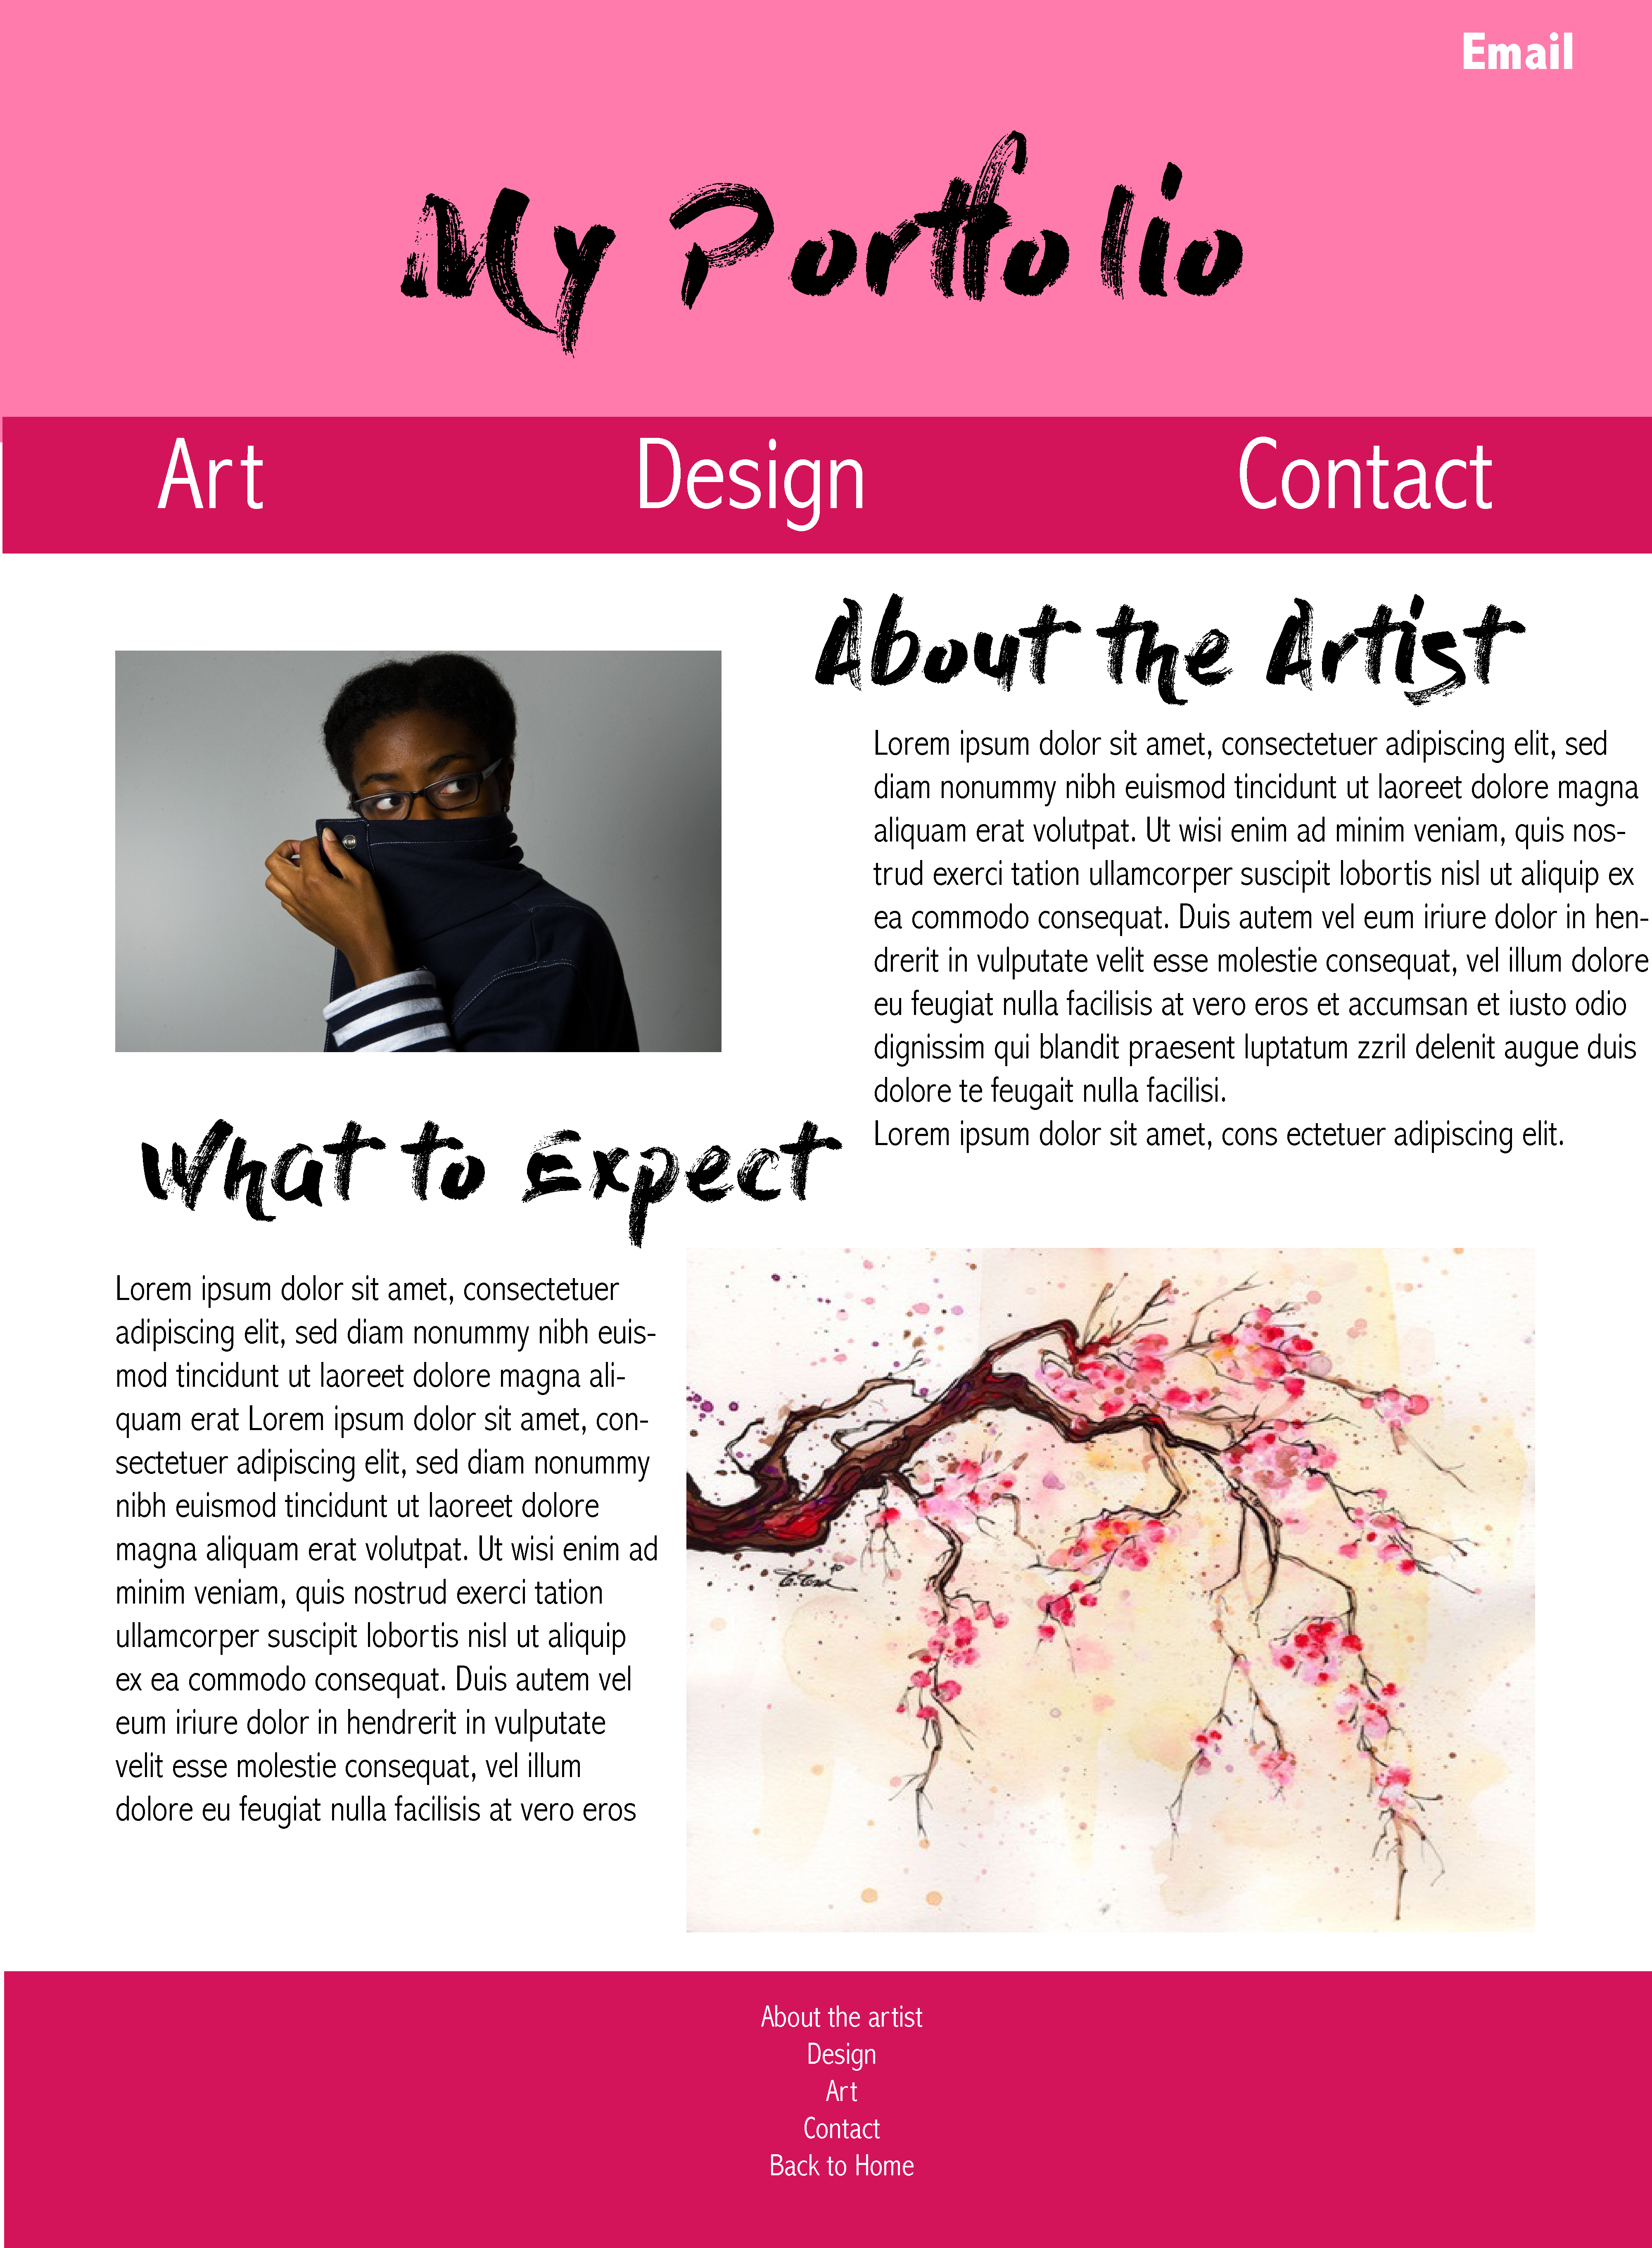 Email
My Portfolio
Art Design Contact
About the Artist
Lorem ipsum dolor sit amet, consectetuer adipiscing elit, sed
diam nonummy nibh euismod tincidunt ut laoreet dolore magna
aliquam erat volutpat. Ut wisi enim ad minim veniam, quis nos-
trud exerci tation ullamcorper suscipit lobortis nisl ut aliquip ex
ea commodo consequat. Duis autem vel eum iriure dolor in hen-
drerit in vulputate velit esse molestie consequat, vel illum dolore
eu feugiat nulla facilisis at vero eros et accumsan et iusto odio
dignissim qui blandit praesent luptatum zzril delenit augue duis
dolore te feugait nulla facilisi.
Lorem ipsum dolor sit amet, cons ectetuer adipiscing elit.
What to Expect
Lorem ipsum dolor sit amet, consectetuer
adipiscing elit, sed diam nonummy nibh euis-
mod tincidunt ut laoreet dolore magna ali-
quam erat Lorem ipsum dolor sit amet, con-
sectetuer adipiscing elit, sed diam nonummy
nibh euismod tincidunt ut laoreet dolore
magna aliquam erat volutpat. Ut wisi enim ad
minim veniam, quis nostrud exerci tation
ullamcorper suscipit lobortis nisl ut aliquip
ex ea commodo consequat. Duis autem vel
eum iriure dolor in hendrerit in vulputate
velit esse molestie consequat, vel illum
dolore eu feugiat nulla facilisis at vero eros
About the artist
Design
Art
Contact
Back to Home